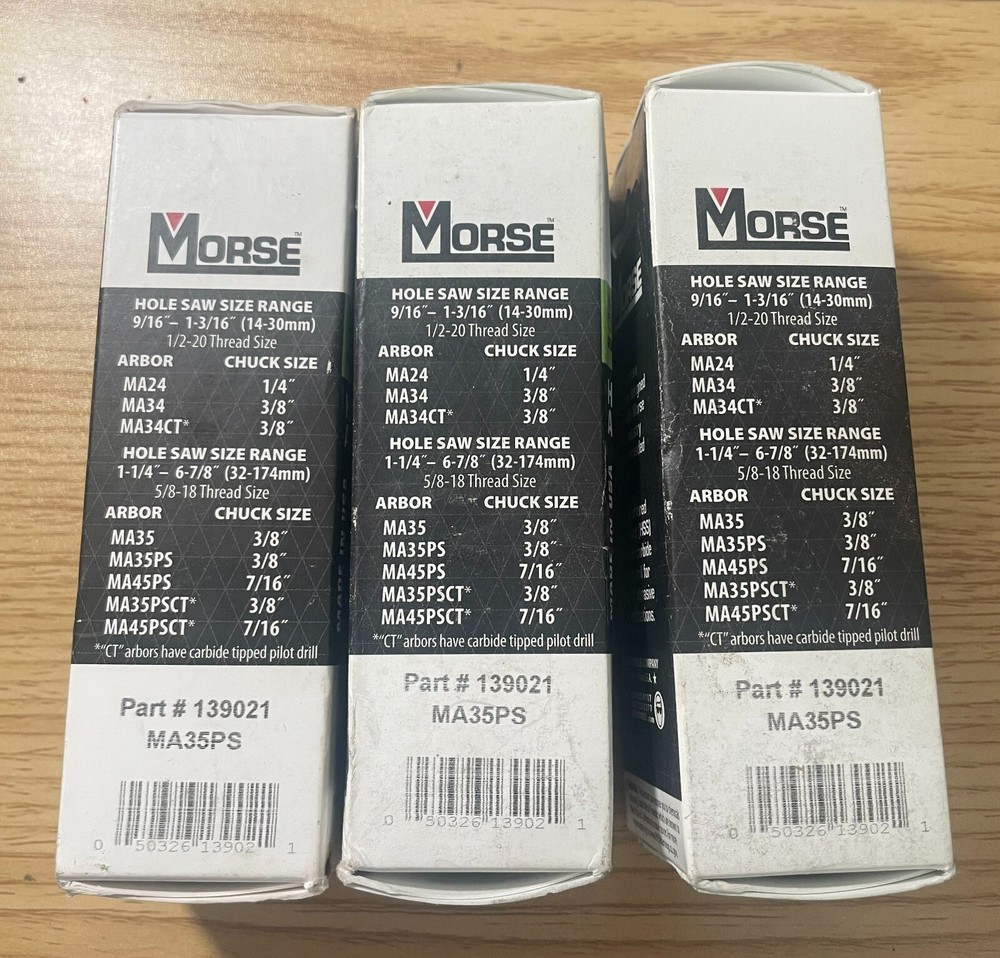 MORSE™
HOLE SAW SIZE RANGE
9/16″– 1-3/16″ (14-30mm)
1/2-20 Thread Size
ARBOR CHUCK SIZE
MA24 1/4″
MA34 3/8″
MA34CT* 3/8″
HOLE SAW SIZE RANGE
1-1/4″– 6-7/8″ (32-174mm)
5/8-18 Thread Size
ARBOR CHUCK SIZE
MA35 3/8″
MA35PS 3/8″
MA45PS 7/16″
MA35PSCT* 3/8″
MA45PSCT* 7/16″
*“CT” arbors have carbide tipped pilot drill
Part # 139021
MA35PS
0 50326 13902 1
MORSE™
HOLE SAW SIZE RANGE
9/16″– 1-3/16″ (14-30mm)
1/2-20 Thread Size
ARBOR CHUCK SIZE
MA24 1/4″
MA34 3/8″
MA34CT* 3/8″
HOLE SAW SIZE RANGE
1-1/4″– 6-7/8″ (32-174mm)
5/8-18 Thread Size
ARBOR CHUCK SIZE
MA35 3/8″
MA35PS 3/8″
MA45PS 7/16″
MA35PSCT* 3/8″
MA45PSCT* 7/16″
*“CT” arbors have carbide tipped pilot drill
Part # 139021
MA35PS
0 50326 13902 1
MORSE™
HOLE SAW SIZE RANGE
9/16″– 1-3/16″ (14-30mm)
1/2-20 Thread Size
ARBOR CHUCK SIZE
MA24 1/4″
MA34 3/8″
MA34CT* 3/8″
HOLE SAW SIZE RANGE
1-1/4″– 6-7/8″ (32-174mm)
5/8-18 Thread Size
ARBOR CHUCK SIZE
MA35 3/8″
MA35PS 3/8″
MA45PS 7/16″
MA35PSCT* 3/8″
MA45PSCT* 7/16″
*“CT” arbors have carbide tipped pilot drill
Part # 139021
MA35PS
0 50326 13902 1